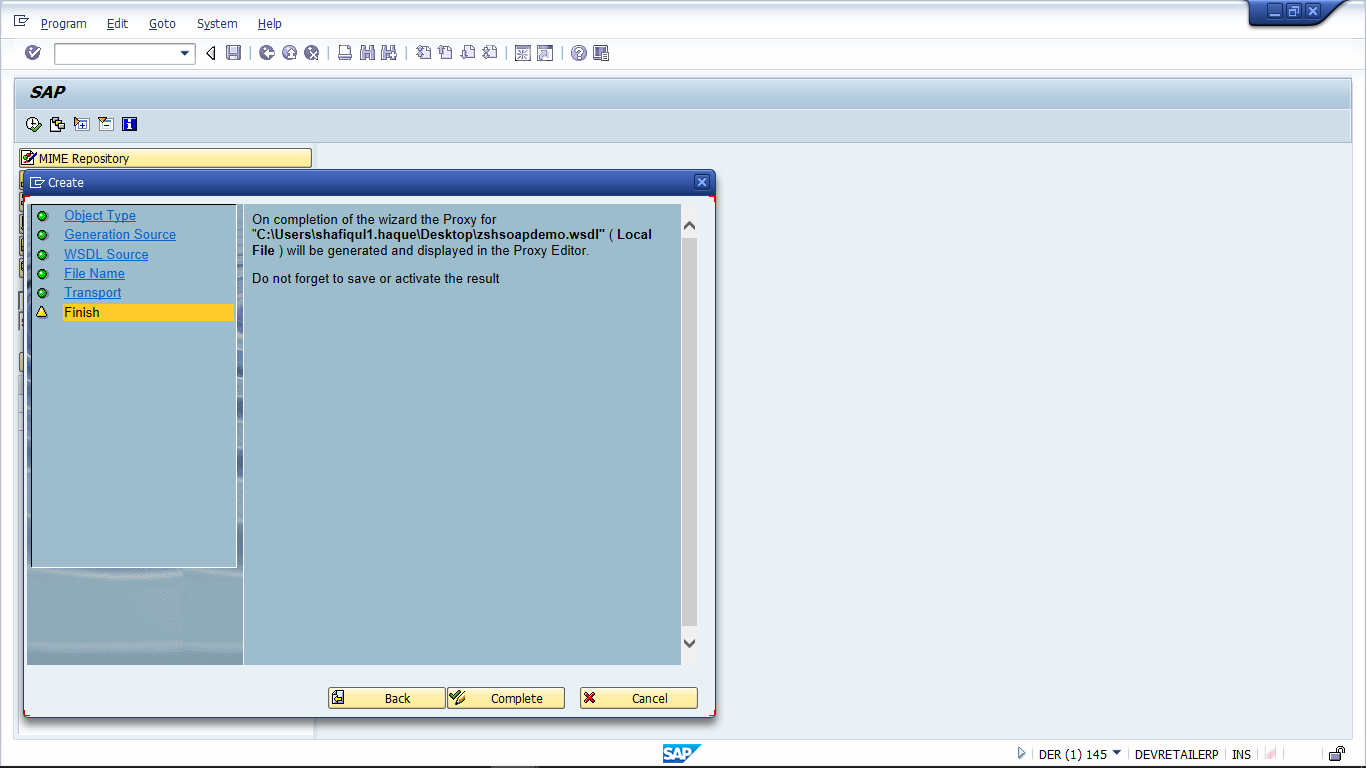 Program Edit Goto System Help
SAP
MIME Repository
Create
Object Type
Generation Source
WSDL Source
File Name
Transport
Finish
On completion of the wizard the Proxy for
"C:\Users\shafiqul1.haque\Desktop\zshsoapdemo.wsdl" ( Local
File ) will be generated and displayed in the Proxy Editor.
Do not forget to save or activate the result
Back Complete Cancel
SAP DER (1) 145 DEVRETAILERP INS